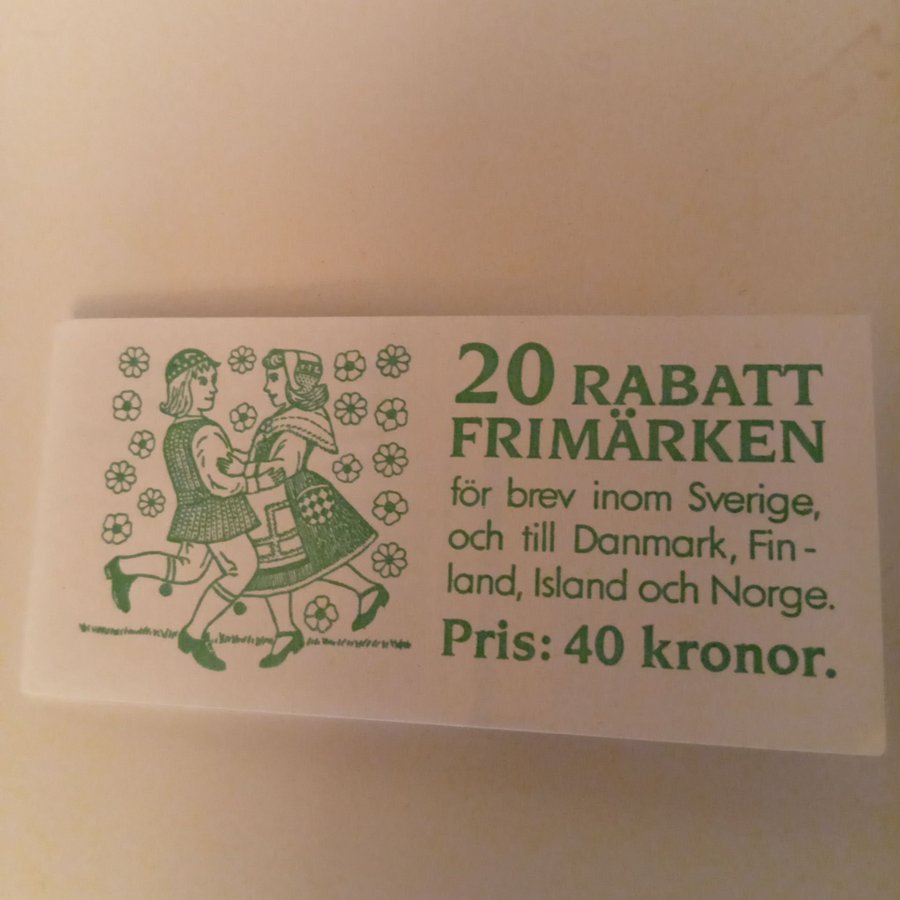 20 RABATT
FRIMÄRKEN
för brev inom Sverige,
och till Danmark, Fin-
land, Island och Norge.
Pris: 40 kronor.